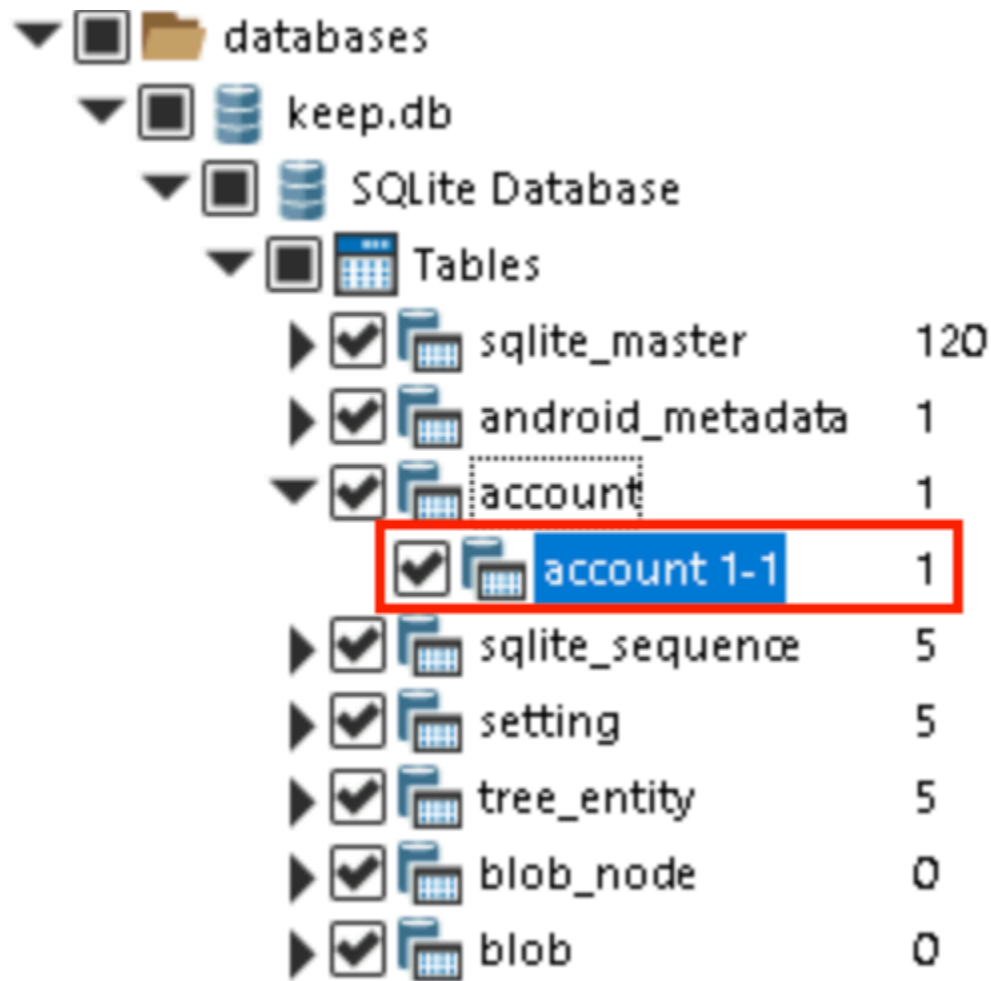 databases
keep.db
SQLite Database
Tables
sqlite_master 120
android_metadata 1
account 1
account 1-1 1
sqlite_sequence 5
setting 5
tree_entity 5
blob_node 0
blob 0